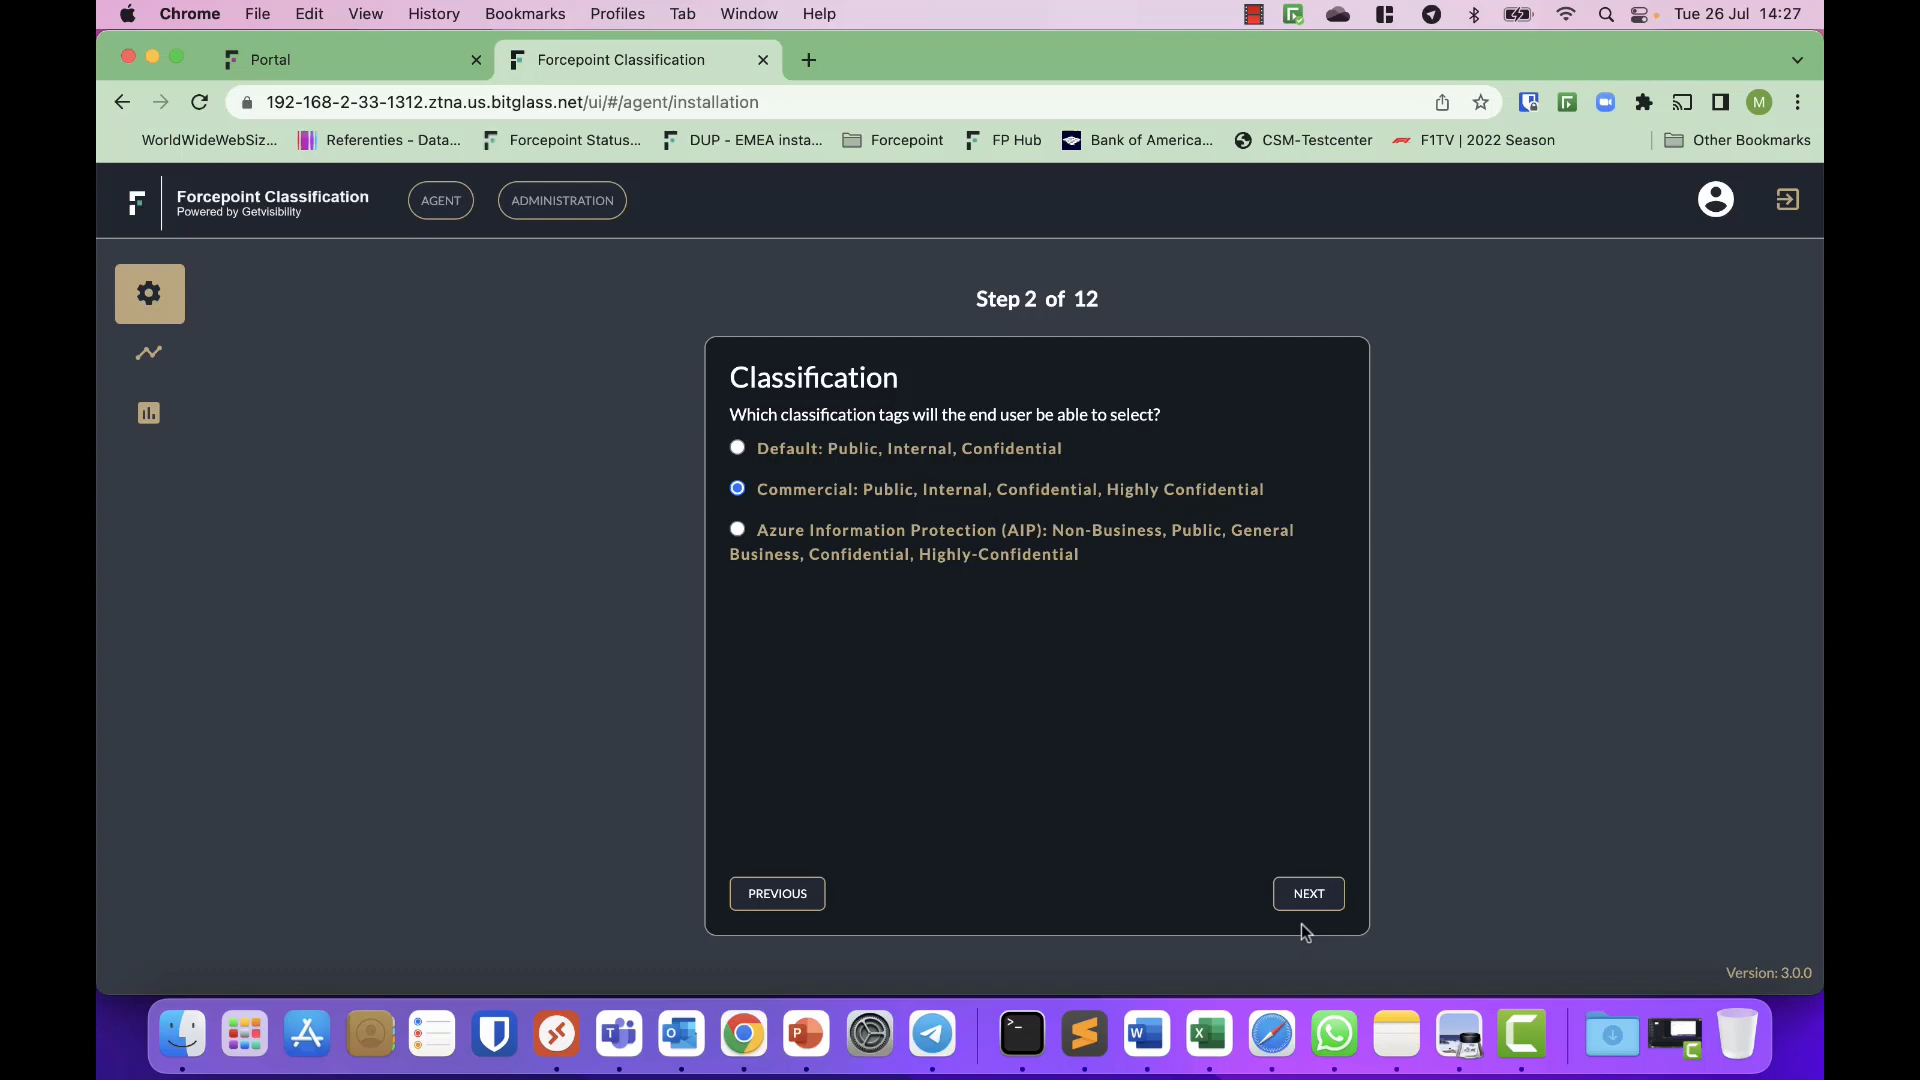 Chrome File Edit View History Bookmarks Profiles Tab Window Help Tue 26 Jul 14:27
Portal Forcepoint Classification
192-168-2-33-1312.ztna.us.bitglass.net/ui/#/agent/installation M
WorldWideWebSiz... Referenties - Data... Forcepoint Status... DUP - EMEA insta... Forcepoint FP Hub Bank of America... CSM-Testcenter F1TV | 2022 Season Other Bookmarks
Forcepoint Classification
Powered by Getvisibility
AGENT ADMINISTRATION
Step 2 of 12
Classification
Which classification tags will the end user be able to select?
Default: Public, Internal, Confidential
Commercial: Public, Internal, Confidential, Highly Confidential
Azure Information Protection (AIP): Non-Business, Public, General
Business, Confidential, Highly-Confidential
PREVIOUS NEXT
Version: 3.0.0